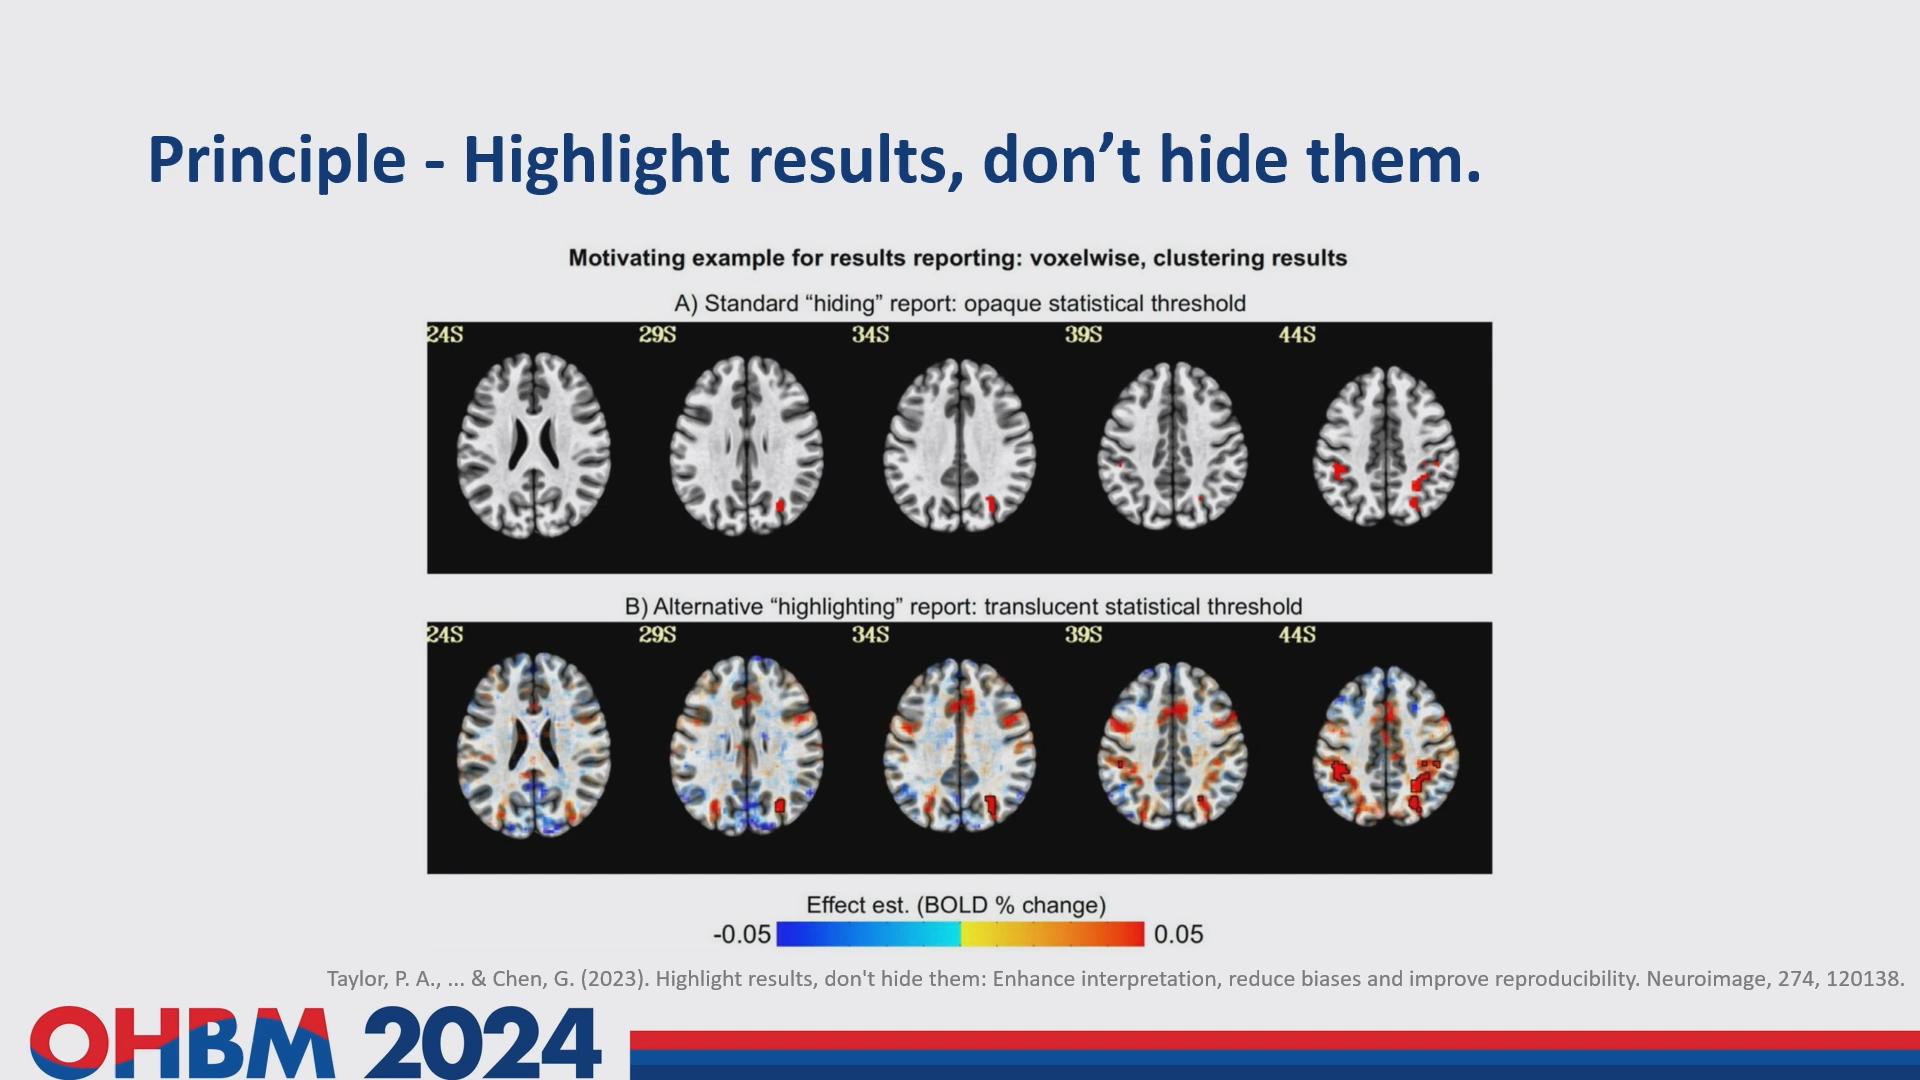 Principle - Highlight results, don’t hide them.
Motivating example for results reporting: voxelwise, clustering results
A) Standard “hiding” report: opaque statistical threshold
24S 29S 34S 39S 44S
B) Alternative “highlighting” report: translucent statistical threshold
24S 29S 34S 39S 44S
Effect est. (BOLD % change)
-0.05 0.05
Taylor, P. A., ... & Chen, G. (2023). Highlight results, don't hide them: Enhance interpretation, reduce biases and improve reproducibility. Neuroimage, 274, 120138.
OHBM 2024